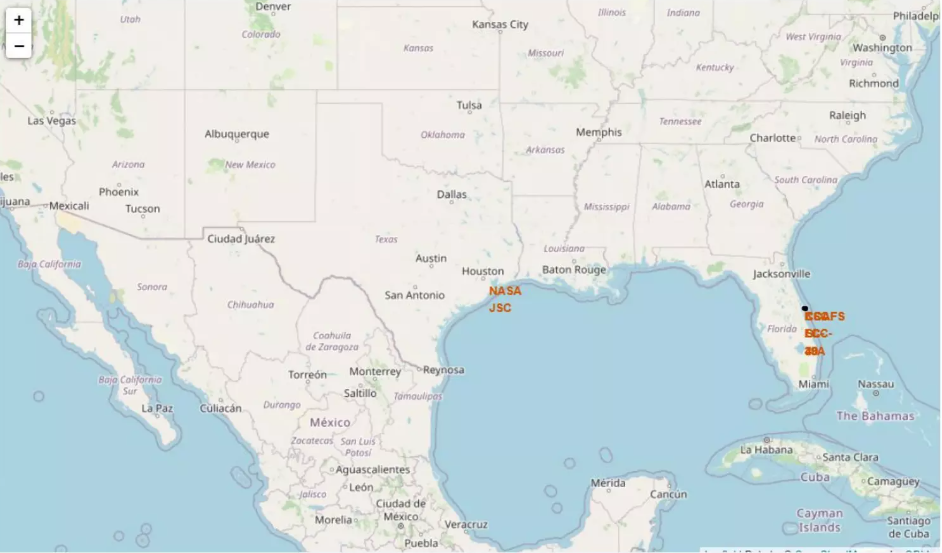 +
−
Denver
Utah
Colorado
Kansas City
Kansas
Missouri
Illinois
Indiana
West Virginia
Philadelp
Washington
Virginia
Richmond
Kentucky
Las Vegas
Albuquerque
New Mexico
Arizona
Phoenix
Tucson
Tulsa
Oklahoma
Memphis
Arkansas
Tennessee
Raleigh
Charlotte
North Carolina
South Carolina
Atlanta
Georgia
Alabama
Mississippi
les
ijuana
Mexicali
Dallas
Ciudad Juárez
Texas
Louisiana
Baton Rouge
Austin
Houston
San Antonio
NASA
JSC
Jacksonville
Florida
Miami
Baja California
Sonora
Chihuahua
Coahuila
de Zaragoza
Torreón
Monterrey
Reynosa
Saltillo
Tamaulipas
Baja California
Sur
La Paz
Culiacán
Durango
México
Zacatecas
San Luis
Potosí
Aguascalientes
León
Jalisco
Ciudad de
México
Morelia
Veracruz
Puebla
Mérida
Cancún
Nassau
The Bahamas
La Habana
Santa Clara
Cuba
Camaguey
Cayman
Islands
Santiago
de Cuba